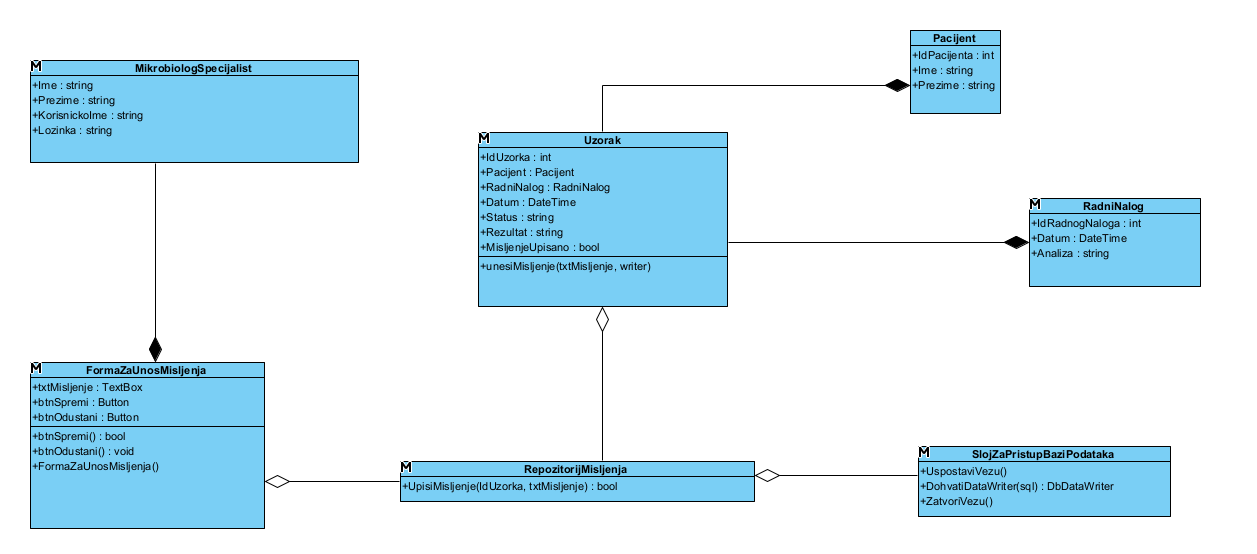 Pacijent
+IdPacijenta : int
+Ime : string
+Prezime : string
MikrobiologSpecijalist
+Ime : string
+Prezime : string
+KorisnickoIme : string
+Lozinka : string
Uzorak
+IdUzorka : int
+Pacijent : Pacijent
+RadniNalog : RadniNalog
+Datum : DateTime
+Status : string
+Rezultat : string
+MisljenjeUpisano : bool
+unesiMisljenje(txtMisljenje, writer)
RadniNalog
+IdRadnogNaloga : int
+Datum : DateTime
+Analiza : string
FormaZaUnosMisljenja
+txtMisljenje : TextBox
+btnSpremi : Button
+btnOdustani : Button
+btnSpremi() : bool
+btnOdustani() : void
+FormaZaUnosMisljenja()
RepozitorijMisljenja
+UpisiMisljenje(IdUzorka, txtMisljenje) : bool
SlojZaPristupBaziPodataka
+UspostaviVezu()
+DohvatiDataWriter(sql) : DbDataWriter
+ZatvoriVezu()